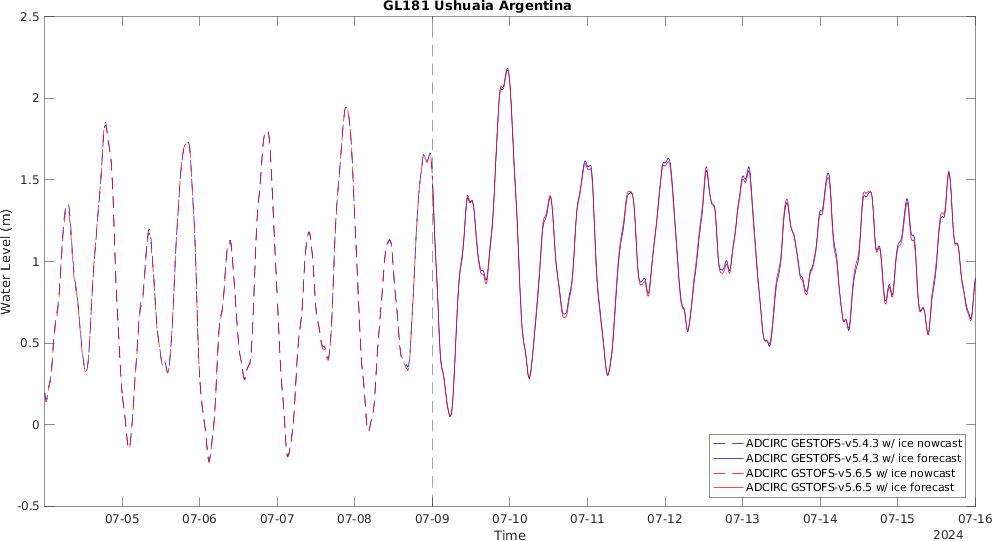 GL181 Ushuaia Argentina
Water Level (m)
2.5
2
1.5
1
0.5
0
-0.5
ADCIRC GESTOFS-v5.4.3 w/ ice nowcast
ADCIRC GESTOFS-v5.4.3 w/ ice forecast
ADCIRC GSTOFS-v5.6.5 w/ ice nowcast
ADCIRC GSTOFS-v5.6.5 w/ ice forecast
07-05 07-06 07-07 07-08 07-09 07-10 07-11 07-12 07-13 07-14 07-15 07-16
Time
2024